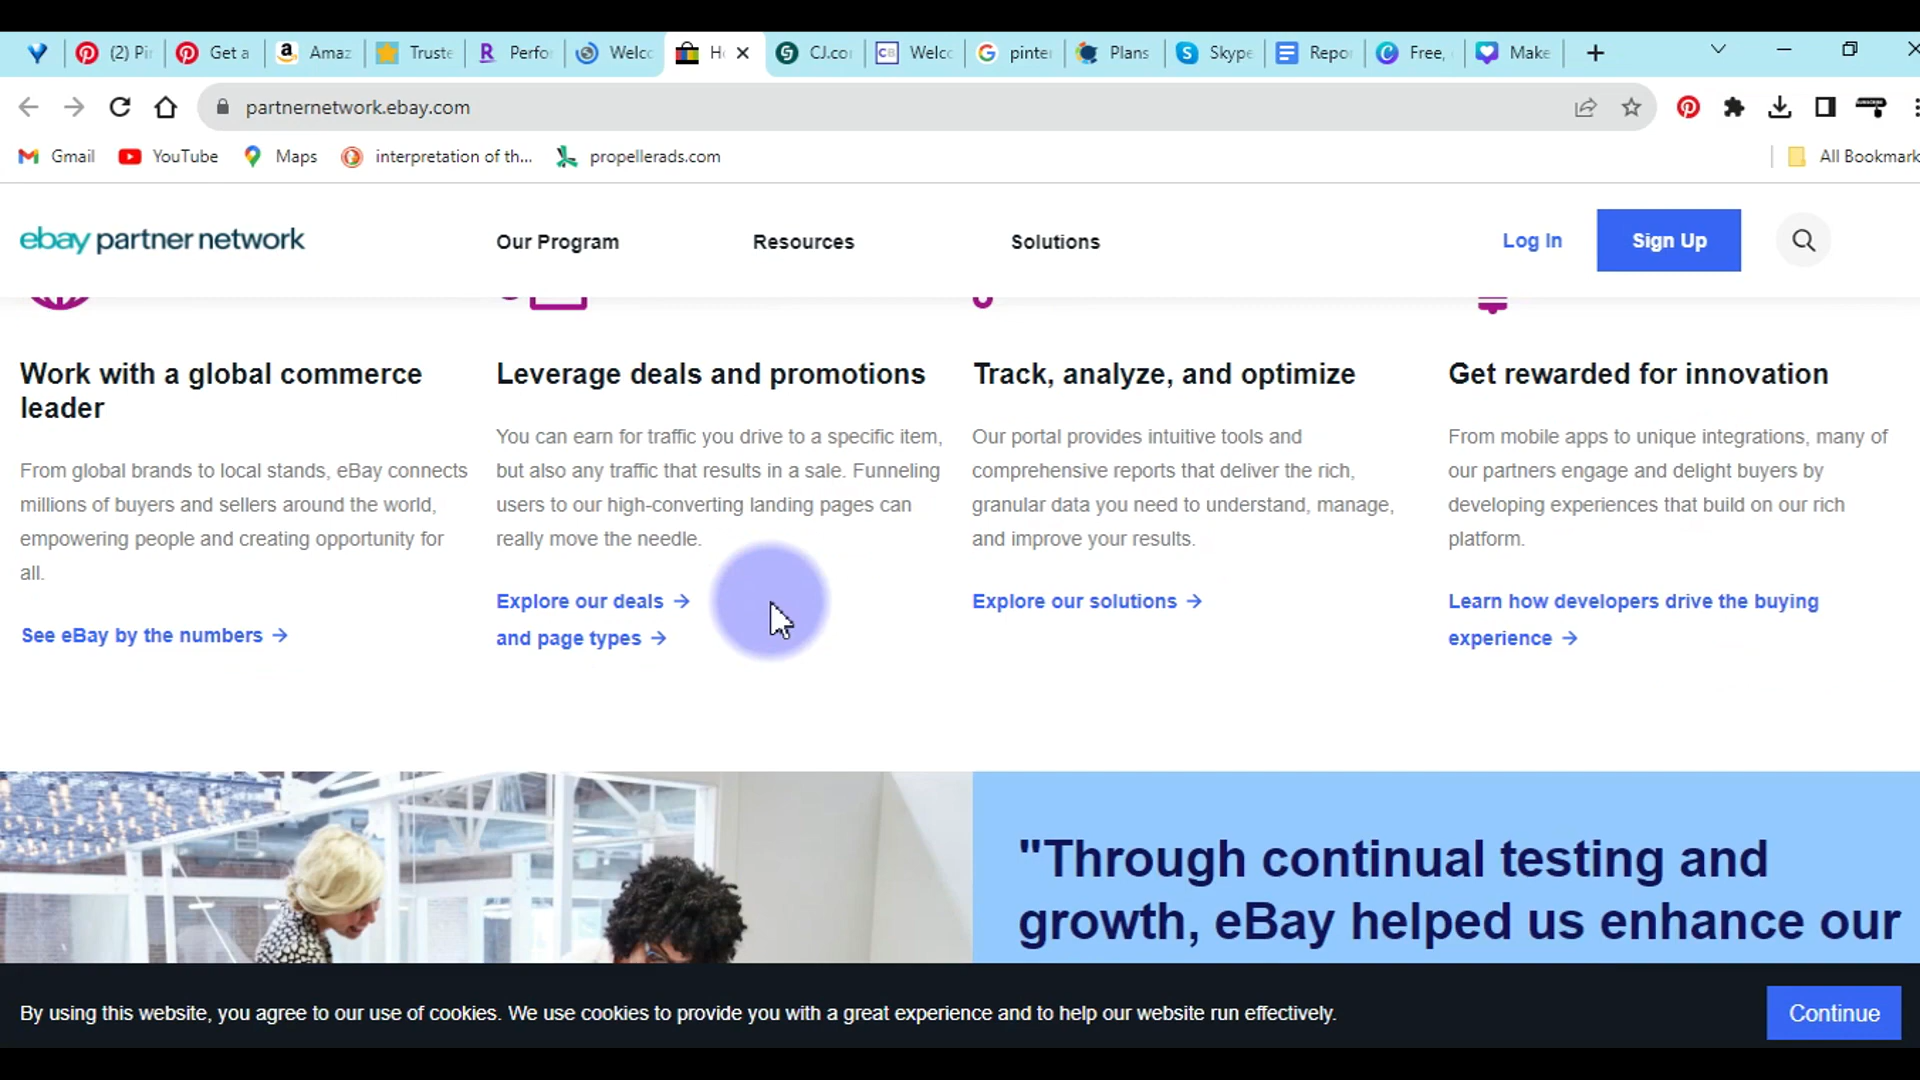 (2) Pi
Get a
Amaz
Truste
Perfo
Welc
H
CJ.co
Welc
pinte
Plans
Skype
Repo
Free,
Make
partnernetwork.ebay.com
Gmail
YouTube
Maps
interpretation of th...
propellerads.com
All Bookmark
ebay partner network
Our Program
Resources
Solutions
Log In
Sign Up
Work with a global commerce
leader
From global brands to local stands, eBay connects
millions of buyers and sellers around the world,
empowering people and creating opportunity for
all.
See eBay by the numbers →
Leverage deals and promotions
You can earn for traffic you drive to a specific item,
but also any traffic that results in a sale. Funneling
users to our high-converting landing pages can
really move the needle.
Explore our deals →
and page types →
Track, analyze, and optimize
Our portal provides intuitive tools and
comprehensive reports that deliver the rich,
granular data you need to understand, manage,
and improve your results.
Explore our solutions →
Get rewarded for innovation
From mobile apps to unique integrations, many of
our partners engage and delight buyers by
developing experiences that build on our rich
platform.
Learn how developers drive the buying
experience →
"Through continual testing and
growth, eBay helped us enhance our
By using this website, you agree to our use of cookies. We use cookies to provide you with a great experience and to help our website run effectively.
Continue